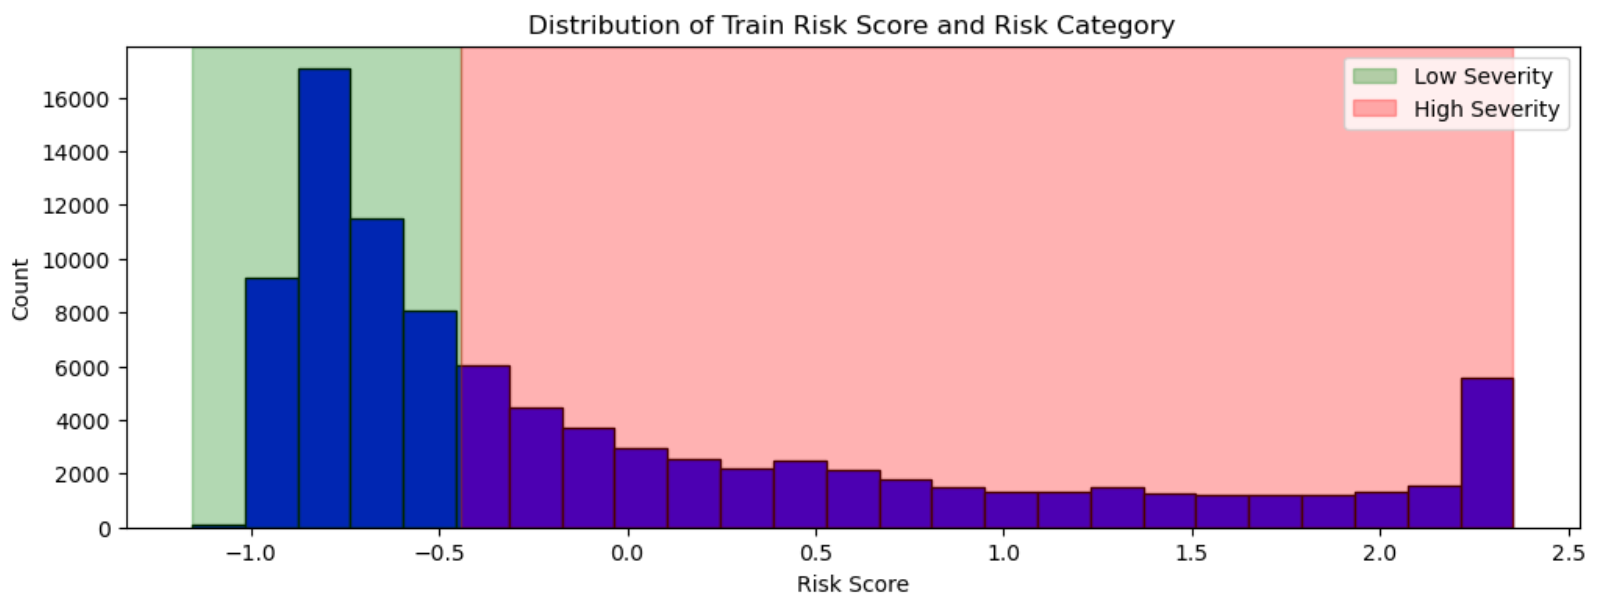 Distribution of Train Risk Score and Risk Category
Low Severity
High Severity
Count
16000
14000
12000
10000
8000
6000
4000
2000
0
−1.0 −0.5 0.0 0.5 1.0 1.5 2.0 2.5
Risk Score